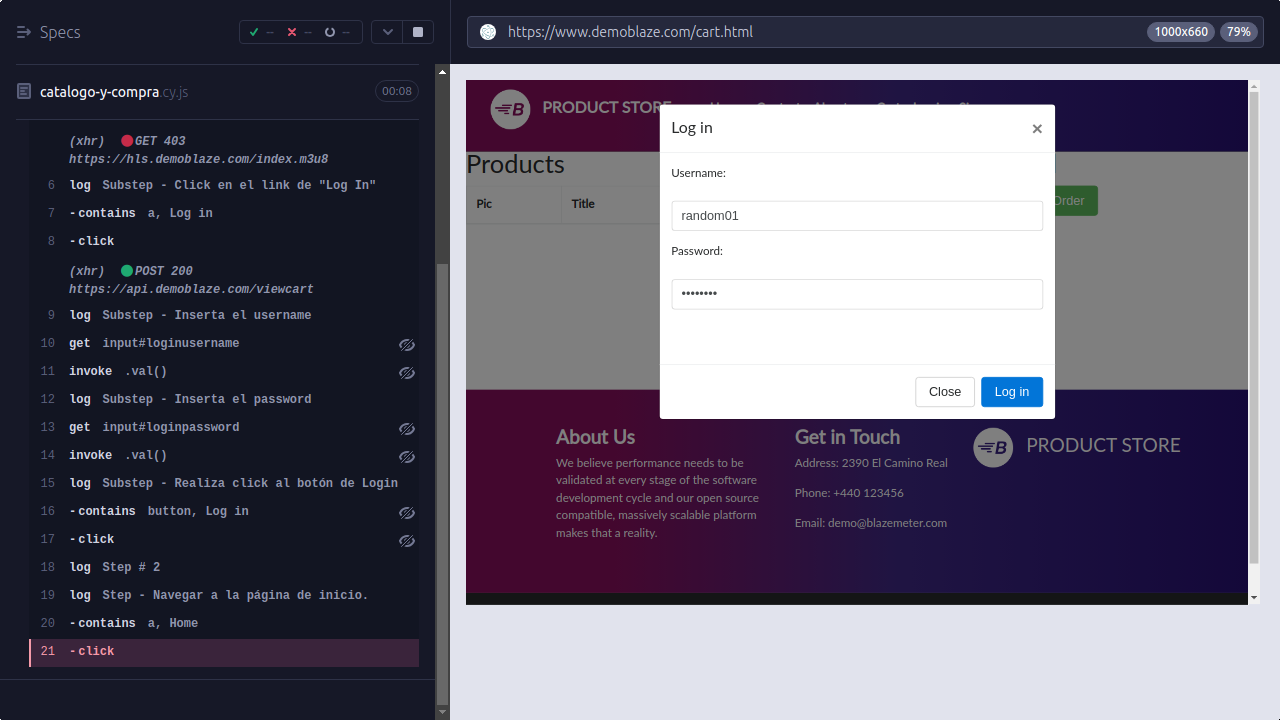 Specs
-- -- --
https://www.demoblaze.com/cart.html
1000x660
79%
catalogo-y-compra.cy.js
00:08
(xhr) GET 403
https://hls.demoblaze.com/index.m3u8
6 log Substep - Click en el link de "Log In"
7 -contains a, Log in
8 -click
(xhr) POST 200
https://api.demoblaze.com/viewcart
9 log Substep - Inserta el username
10 get input#loginusername
11 invoke .val()
12 log Substep - Inserta el password
13 get input#loginpassword
14 invoke .val()
15 log Substep - Realiza click al botón de Login
16 -contains button, Log in
17 -click
18 log Step # 2
19 log Step - Navegar a la página de inicio.
20 -contains a, Home
21 -click
PRODUCT STORE
Products
Pic
Title
Order
Log in
×
Username:
random01
Password:
••••••••
Close
Log in
About Us
We believe performance needs to be
validated at every stage of the software
development cycle and our open source
compatible, massively scalable platform
makes that a reality.
Get in Touch
Address: 2390 El Camino Real
Phone: +440 123456
Email: demo@blazemeter.com
PRODUCT STORE